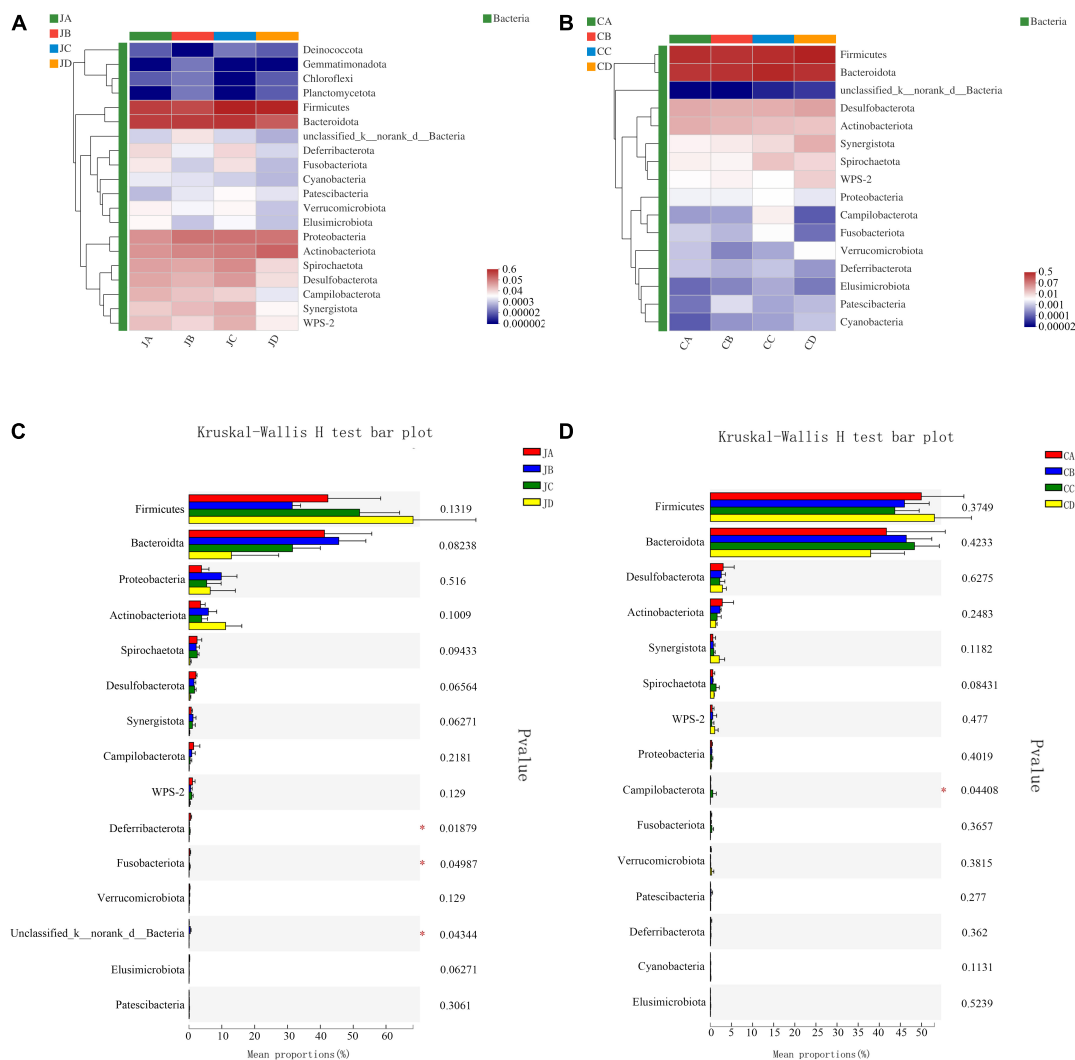 A
JA
JB
JC
JD
Bacteria
Deinococcota
Gemmatimonadota
Chloroflexi
Planctomycetota
Firmicutes
Bacteroidota
unclassified_k__norank_d__Bacteria
Deferribacterota
Fusobacteriota
Cyanobacteria
Patescibacteria
Verrucomicrobiota
Elusimicrobiota
Proteobacteria
Actinobacteriota
Spirochaetota
Desulfobacterota
Campilobacterota
Synergistota
WPS-2
JA
JB
JC
JD
0.6
0.05
0.04
0.0003
0.00002
0.000002
B
CA
CB
CC
CD
Bacteria
Firmicutes
Bacteroidota
unclassified_k__norank_d__Bacteria
Desulfobacterota
Actinobacteriota
Synergistota
Spirochaetota
WPS-2
Proteobacteria
Campilobacterota
Fusobacteriota
Verrucomicrobiota
Deferribacterota
Elusimicrobiota
Patescibacteria
Cyanobacteria
CA
CB
CC
CD
0.5
0.07
0.01
0.001
0.0001
0.00002
C
Kruskal-Wallis H test bar plot
JA
JB
JC
JD
Firmicutes 0.1319
Bacteroidta 0.08238
Proteobacteria 0.516
Actinobacteriota 0.1009
Spirochaetota 0.09433
Desulfobacterota 0.06564
Synergistota 0.06271
Campilobacterota 0.2181
WPS-2 0.129
Deferribacterota * 0.01879
Fusobacteriota * 0.04987
Verrucomicrobiota 0.129
Unclassified_k__norank_d__Bacteria * 0.04344
Elusimicrobiota 0.06271
Patescibacteria 0.3061
Pvalue
0 10 20 30 40 50 60
Mean proportions(%)
D
Kruskal-Wallis H test bar plot
CA
CB
CC
CD
Firmicutes 0.3749
Bacteroidota 0.4233
Desulfobacterota 0.6275
Actinobacteriota 0.2483
Synergistota 0.1182
Spirochaetota 0.08431
WPS-2 0.477
Proteobacteria 0.4019
Campilobacterota * 0.04408
Fusobacteriota 0.3657
Verrucomicrobiota 0.3815
Patescibacteria 0.277
Deferribacterota 0.362
Cyanobacteria 0.1131
Elusimicrobiota 0.5239
Pvalue
0 5 10 15 20 25 30 35 40 45 50
Mean proportions(%)